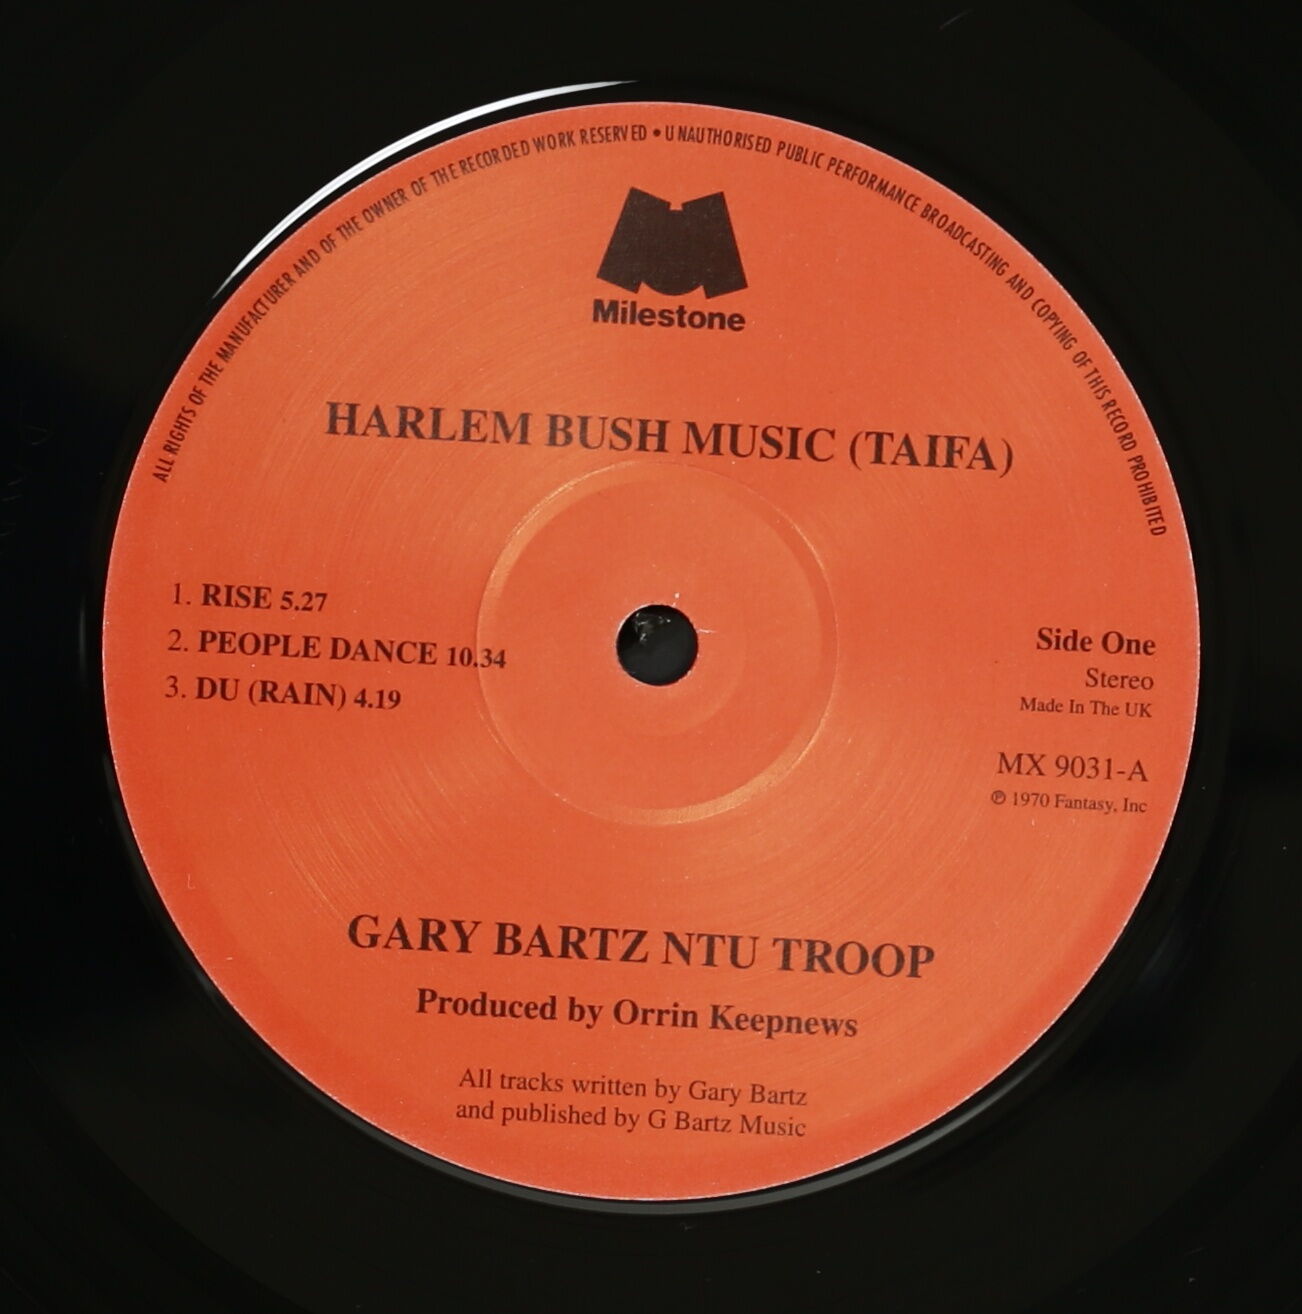 ALL RIGHTS OF THE MANUFACTURER AND OF THE OWNER OF THE RECORDED WORK RESERVED • UNAUTHORISED PUBLIC PERFORMANCE BROADCASTING AND COPYING OF THIS RECORD PROHIBITED
Milestone
HARLEM BUSH MUSIC (TAIFA)
1. RISE 5.27
2. PEOPLE DANCE 10.34
3. DU (RAIN) 4.19
Side One
Stereo
Made In The UK
MX 9031-A
℗ 1970 Fantasy, Inc
GARY BARTZ NTU TROOP
Produced by Orrin Keepnews
All tracks written by Gary Bartz
and published by G Bartz Music